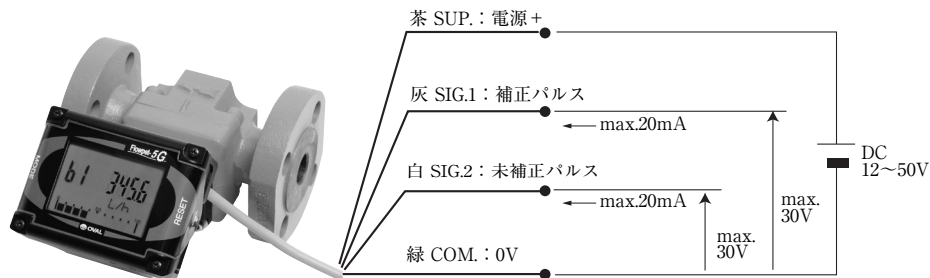 茶 SUP.：電源+
灰 SIG.1：補正パルス
max.20mA
白 SIG.2：未補正パルス
max.20mA
緑 COM.：0V
max.
30V
max.
30V
DC
12〜50V
MODE
Flowpet-5G
b1 345.6
L/h
RESET
OVAL